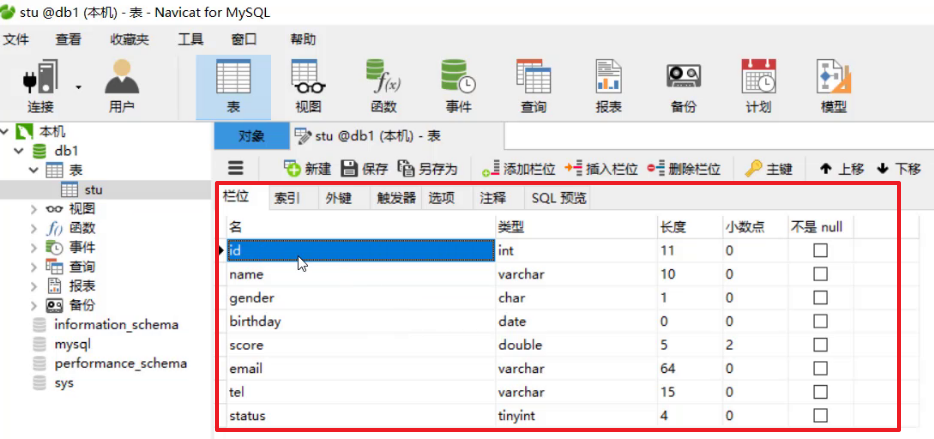 stu @db1 (本机) - 表 - Navicat for MySQL
文件 查看 收藏夹 工具 窗口 帮助
连接 用户 表 视图 函数 事件 查询 报表 备份 计划 模型
本机
db1
表
stu
视图
函数
事件
查询
报表
备份
information_schema
mysql
performance_schema
sys
对象 stu @db1 (本机) - 表
新建 保存 另存为 添加栏位 插入栏位 删除栏位 主键 上移 下移
栏位 索引 外键 触发器 选项 注释 SQL 预览
名 类型 长度 小数点 不是 null
id int 11 0
name varchar 10 0
gender char 1 0
birthday date 0 0
score double 5 2
email varchar 64 0
tel varchar 15 0
status tinyint 4 0